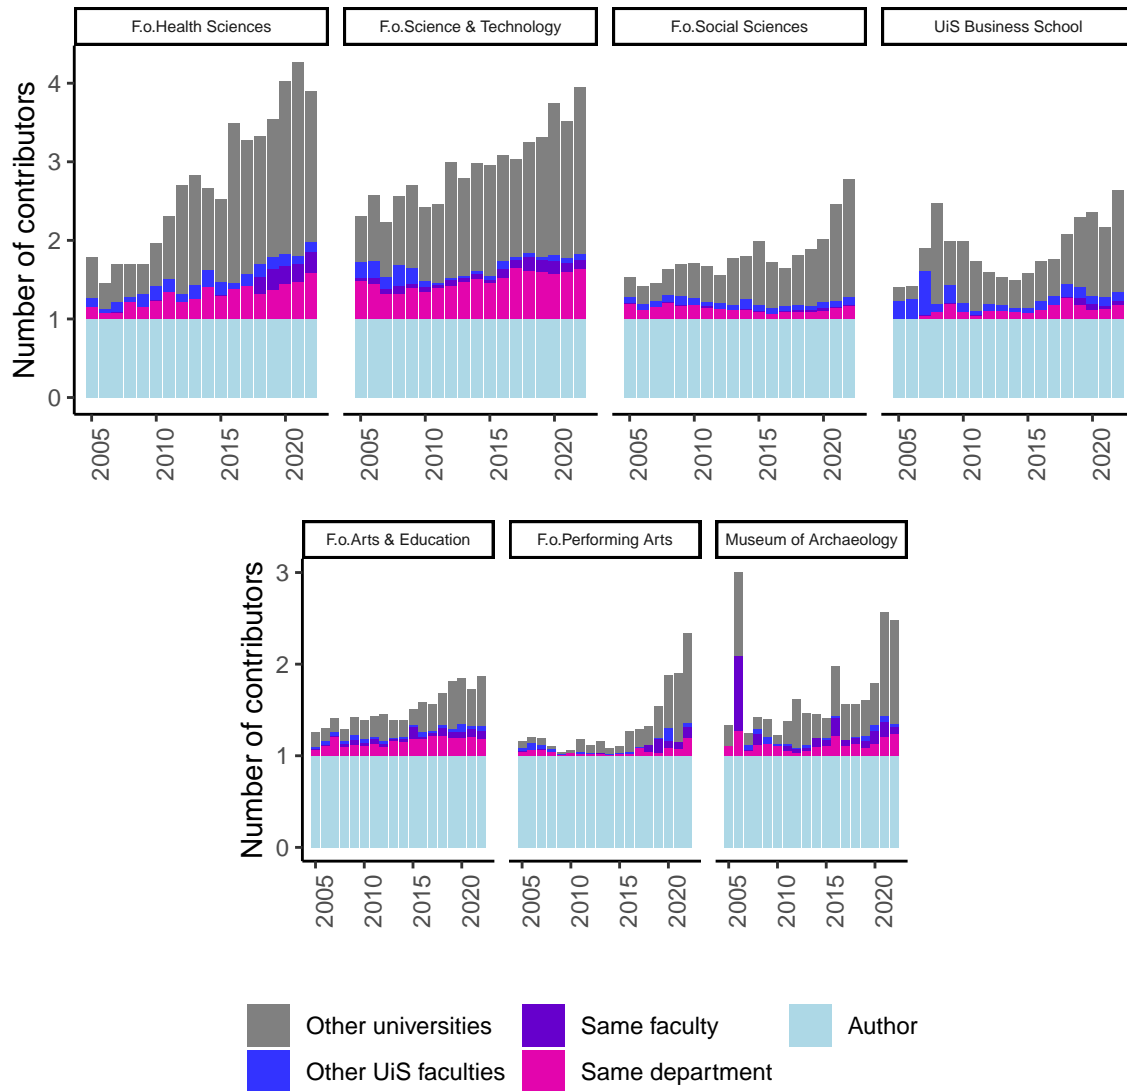 F.o.Health Sciences F.o.Science & Technology F.o.Social Sciences UiS Business School
Number of contributors
4
3
2
1
0
2005 2010 2015 2020 2005 2010 2015 2020 2005 2010 2015 2020 2005 2010 2015 2020
F.o.Arts & Education F.o.Performing Arts Museum of Archaeology
Number of contributors
3
2
1
0
2005 2010 2015 2020 2005 2010 2015 2020 2005 2010 2015 2020
Other universities Same faculty Author
Other UiS faculties Same department